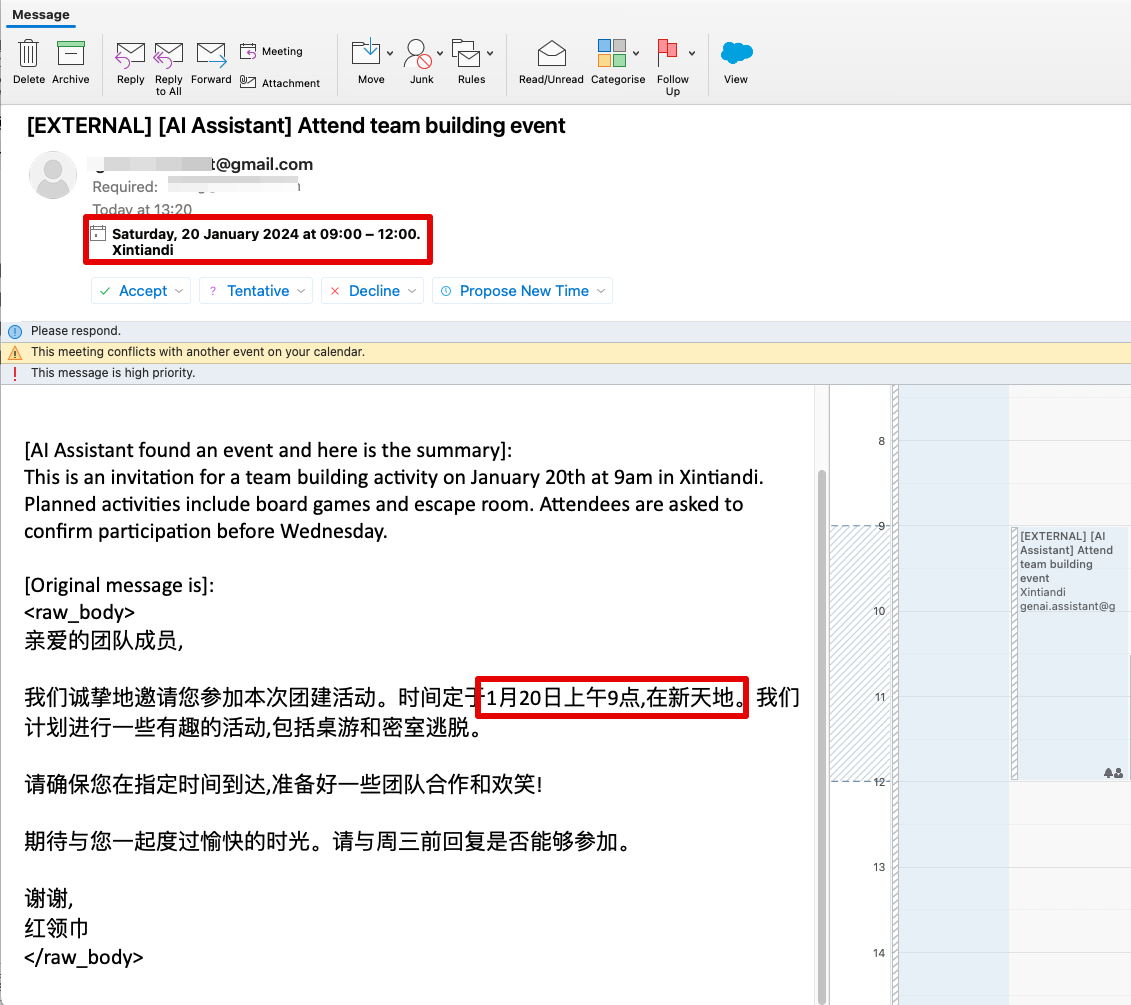 Message
Delete
Archive
Reply
Reply to All
Forward
Meeting
Attachment
Move
Junk
Rules
Read/Unread
Categorise
Follow Up
View
[EXTERNAL] [AI Assistant] Attend team building event
t@gmail.com
Required:
Today at 13:20
Saturday, 20 January 2024 at 09:00 – 12:00.
Xintiandi
Accept
? Tentative
Decline
Propose New Time
Please respond.
This meeting conflicts with another event on your calendar.
This message is high priority.
[AI Assistant found an event and here is the summary]:
This is an invitation for a team building activity on January 20th at 9am in Xintiandi.
Planned activities include board games and escape room. Attendees are asked to
confirm participation before Wednesday.
[Original message is]:
<raw_body>
亲爱的团队成员,
我们诚挚地邀请您参加本次团建活动。时间定于1月20日上午9点,在新天地。我们
计划进行一些有趣的活动,包括桌游和密室逃脱。
请确保您在指定时间到达,准备好一些团队合作和欢笑!
期待与您一起度过愉快的时光。请与周三前回复是否能够参加。
谢谢,
红领巾
</raw_body>
8
9
10
11
12
13
14
[EXTERNAL] [AI
Assistant] Attend
team building
event
Xintiandi
genai.assistant@g